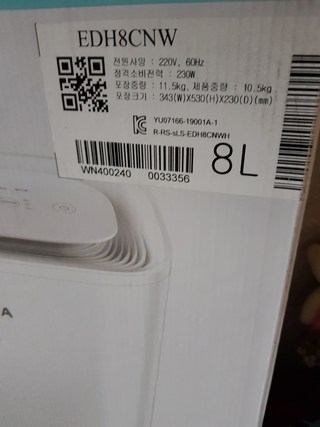 EDH8CNW
전원사양 : 220V, 60Hz
정격소비전력 : 230W
포장중량 : 11.5kg, 제품중량 : 10.5kg
포장크기 : 343(W)X530(H)X230(D)(mm)
YU07166-19001A-1
R-RS-sLS-EDH8CNWH
WN400240 0033356
8L
A